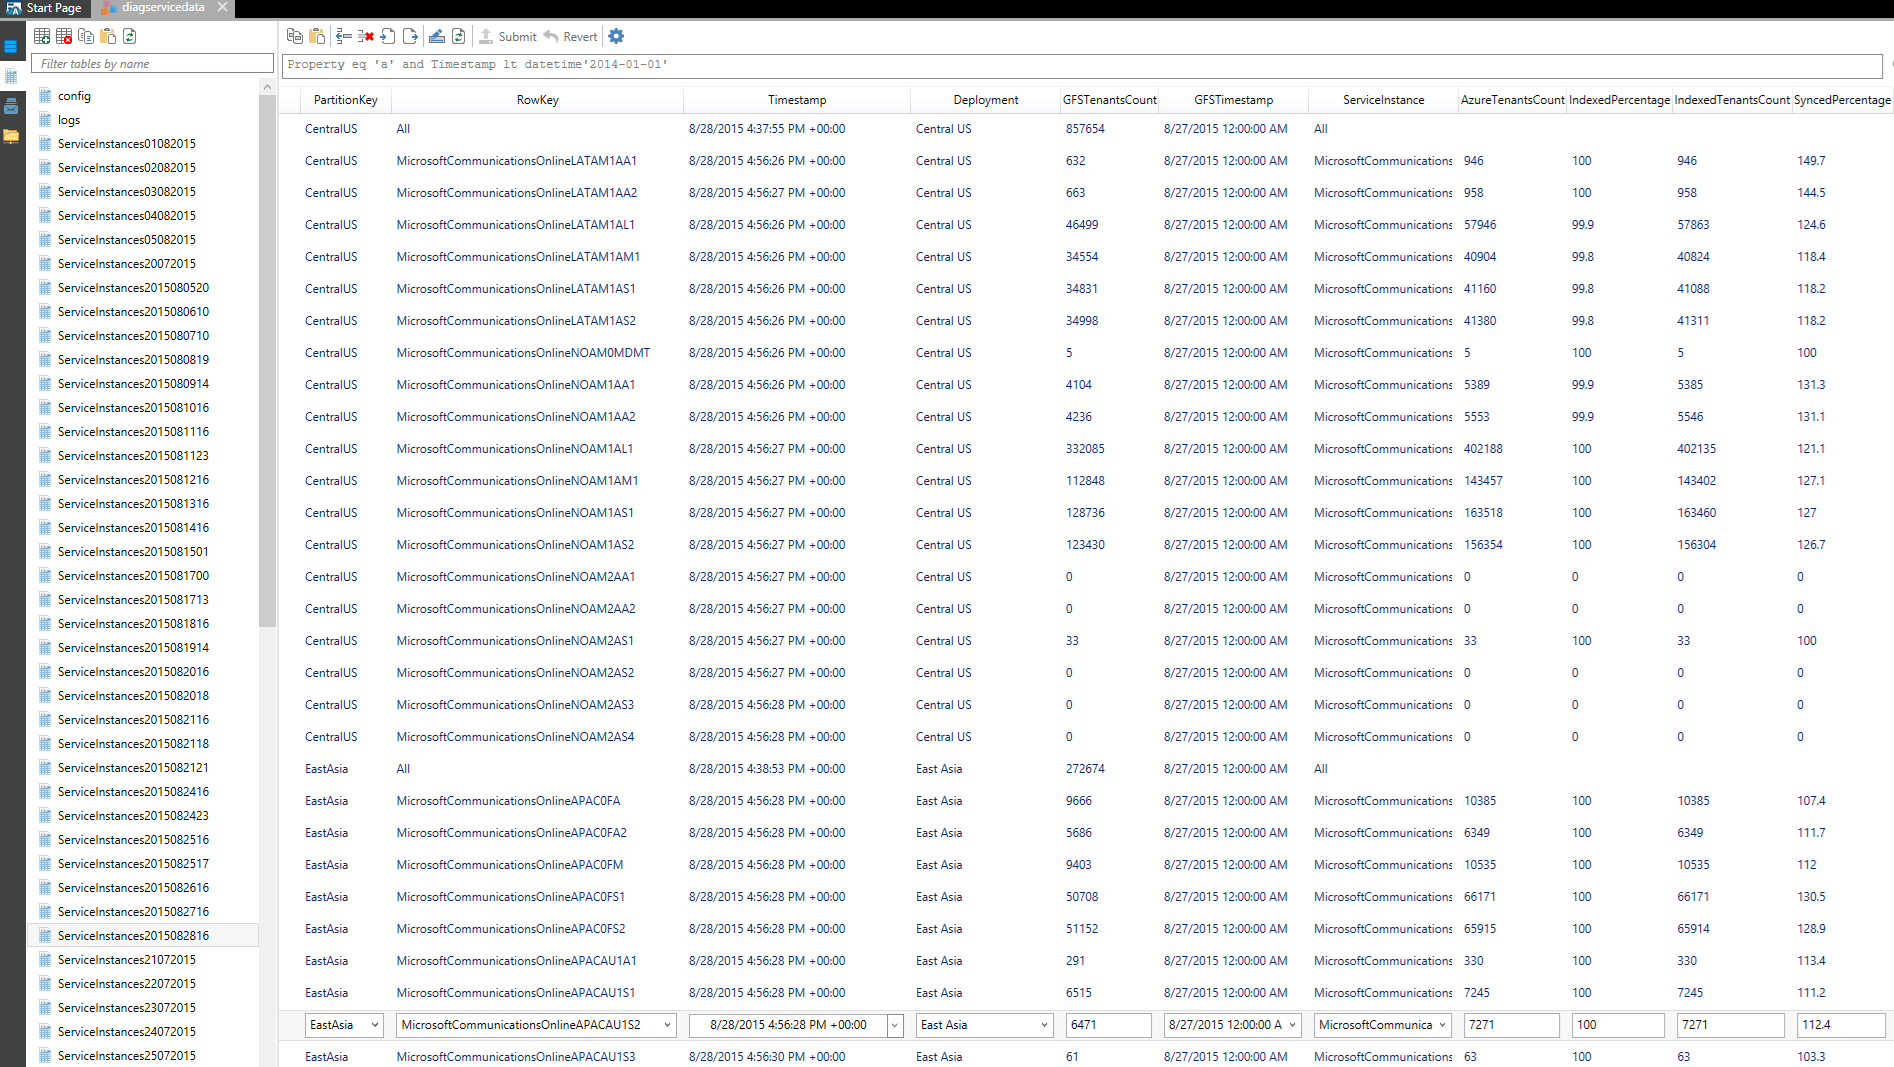 Start Page
diagservicedata
Submit Revert
Filter tables by name
Property eq 'a' and Timestamp lt datetime'2014-01-01'
config
logs
ServiceInstances01082015
ServiceInstances02082015
ServiceInstances03082015
ServiceInstances04082015
ServiceInstances05082015
ServiceInstances20072015
ServiceInstances2015080520
ServiceInstances2015080610
ServiceInstances2015080710
ServiceInstances2015080819
ServiceInstances2015080914
ServiceInstances2015081016
ServiceInstances2015081116
ServiceInstances2015081123
ServiceInstances2015081216
ServiceInstances2015081316
ServiceInstances2015081416
ServiceInstances2015081501
ServiceInstances2015081700
ServiceInstances2015081713
ServiceInstances2015081816
ServiceInstances2015081914
ServiceInstances2015082016
ServiceInstances2015082018
ServiceInstances2015082116
ServiceInstances2015082118
ServiceInstances2015082121
ServiceInstances2015082416
ServiceInstances2015082423
ServiceInstances2015082516
ServiceInstances2015082517
ServiceInstances2015082616
ServiceInstances2015082716
ServiceInstances2015082816
ServiceInstances21072015
ServiceInstances22072015
ServiceInstances23072015
ServiceInstances24072015
ServiceInstances25072015
PartitionKey RowKey Timestamp Deployment GFSTenantsCount GFSTimestamp ServiceInstance AzureTenantsCount IndexedPercentage IndexedTenantsCount SyncedPercentage
CentralUS All 8/28/2015 4:37:55 PM +00:00 Central US 857654 8/27/2015 12:00:00 AM All
CentralUS MicrosoftCommunicationsOnlineLATAM1AA1 8/28/2015 4:56:26 PM +00:00 Central US 632 8/27/2015 12:00:00 AM MicrosoftCommunications 946 100 946 149.7
CentralUS MicrosoftCommunicationsOnlineLATAM1AA2 8/28/2015 4:56:27 PM +00:00 Central US 663 8/27/2015 12:00:00 AM MicrosoftCommunications 958 100 958 144.5
CentralUS MicrosoftCommunicationsOnlineLATAM1AL1 8/28/2015 4:56:26 PM +00:00 Central US 46499 8/27/2015 12:00:00 AM MicrosoftCommunications 57946 99.9 57863 124.6
CentralUS MicrosoftCommunicationsOnlineLATAM1AM1 8/28/2015 4:56:26 PM +00:00 Central US 34554 8/27/2015 12:00:00 AM MicrosoftCommunications 40904 99.8 40824 118.4
CentralUS MicrosoftCommunicationsOnlineLATAM1AS1 8/28/2015 4:56:26 PM +00:00 Central US 34831 8/27/2015 12:00:00 AM MicrosoftCommunications 41160 99.8 41088 118.2
CentralUS MicrosoftCommunicationsOnlineLATAM1AS2 8/28/2015 4:56:26 PM +00:00 Central US 34998 8/27/2015 12:00:00 AM MicrosoftCommunications 41380 99.8 41311 118.2
CentralUS MicrosoftCommunicationsOnlineNOAM0MDMT 8/28/2015 4:56:26 PM +00:00 Central US 5 8/27/2015 12:00:00 AM MicrosoftCommunications 5 100 5 100
CentralUS MicrosoftCommunicationsOnlineNOAM1AA1 8/28/2015 4:56:26 PM +00:00 Central US 4104 8/27/2015 12:00:00 AM MicrosoftCommunications 5389 99.9 5385 131.3
CentralUS MicrosoftCommunicationsOnlineNOAM1AA2 8/28/2015 4:56:26 PM +00:00 Central US 4236 8/27/2015 12:00:00 AM MicrosoftCommunications 5553 99.9 5546 131.1
CentralUS MicrosoftCommunicationsOnlineNOAM1AL1 8/28/2015 4:56:27 PM +00:00 Central US 332085 8/27/2015 12:00:00 AM MicrosoftCommunications 402188 100 402135 121.1
CentralUS MicrosoftCommunicationsOnlineNOAM1AM1 8/28/2015 4:56:27 PM +00:00 Central US 112848 8/27/2015 12:00:00 AM MicrosoftCommunications 143457 100 143402 127.1
CentralUS MicrosoftCommunicationsOnlineNOAM1AS1 8/28/2015 4:56:27 PM +00:00 Central US 128736 8/27/2015 12:00:00 AM MicrosoftCommunications 163518 100 163460 127
CentralUS MicrosoftCommunicationsOnlineNOAM1AS2 8/28/2015 4:56:27 PM +00:00 Central US 123430 8/27/2015 12:00:00 AM MicrosoftCommunications 156354 100 156304 126.7
CentralUS MicrosoftCommunicationsOnlineNOAM2AA1 8/28/2015 4:56:27 PM +00:00 Central US 0 8/27/2015 12:00:00 AM MicrosoftCommunications 0 0 0 0
CentralUS MicrosoftCommunicationsOnlineNOAM2AA2 8/28/2015 4:56:27 PM +00:00 Central US 0 8/27/2015 12:00:00 AM MicrosoftCommunications 0 0 0 0
CentralUS MicrosoftCommunicationsOnlineNOAM2AS1 8/28/2015 4:56:27 PM +00:00 Central US 33 8/27/2015 12:00:00 AM MicrosoftCommunications 33 100 33 100
CentralUS MicrosoftCommunicationsOnlineNOAM2AS2 8/28/2015 4:56:27 PM +00:00 Central US 0 8/27/2015 12:00:00 AM MicrosoftCommunications 0 0 0 0
CentralUS MicrosoftCommunicationsOnlineNOAM2AS3 8/28/2015 4:56:28 PM +00:00 Central US 0 8/27/2015 12:00:00 AM MicrosoftCommunications 0 0 0 0
CentralUS MicrosoftCommunicationsOnlineNOAM2AS4 8/28/2015 4:56:28 PM +00:00 Central US 0 8/27/2015 12:00:00 AM MicrosoftCommunications 0 0 0 0
EastAsia All 8/28/2015 4:38:53 PM +00:00 East Asia 272674 8/27/2015 12:00:00 AM All
EastAsia MicrosoftCommunicationsOnlineAPAC0FA 8/28/2015 4:56:28 PM +00:00 East Asia 9666 8/27/2015 12:00:00 AM MicrosoftCommunications 10385 100 10385 107.4
EastAsia MicrosoftCommunicationsOnlineAPAC0FA2 8/28/2015 4:56:28 PM +00:00 East Asia 5686 8/27/2015 12:00:00 AM MicrosoftCommunications 6349 100 6349 111.7
EastAsia MicrosoftCommunicationsOnlineAPAC0FM 8/28/2015 4:56:28 PM +00:00 East Asia 9403 8/27/2015 12:00:00 AM MicrosoftCommunications 10535 100 10535 112
EastAsia MicrosoftCommunicationsOnlineAPAC0FS1 8/28/2015 4:56:28 PM +00:00 East Asia 50708 8/27/2015 12:00:00 AM MicrosoftCommunications 66171 100 66171 130.5
EastAsia MicrosoftCommunicationsOnlineAPAC0FS2 8/28/2015 4:56:28 PM +00:00 East Asia 51152 8/27/2015 12:00:00 AM MicrosoftCommunications 65915 100 65914 128.9
EastAsia MicrosoftCommunicationsOnlineAPACAU1A1 8/28/2015 4:56:28 PM +00:00 East Asia 291 8/27/2015 12:00:00 AM MicrosoftCommunications 330 100 330 113.4
EastAsia MicrosoftCommunicationsOnlineAPACAU1S1 8/28/2015 4:56:28 PM +00:00 East Asia 6515 8/27/2015 12:00:00 AM MicrosoftCommunications 7245 100 7245 111.2
EastAsia MicrosoftCommunicationsOnlineAPACAU1S2 8/28/2015 4:56:28 PM +00:00 East Asia 6471 8/27/2015 12:00:00 A MicrosoftCommunica 7271 100 7271 112.4
EastAsia MicrosoftCommunicationsOnlineAPACAU1S3 8/28/2015 4:56:30 PM +00:00 East Asia 61 8/27/2015 12:00:00 AM MicrosoftCommunications 63 100 63 103.3